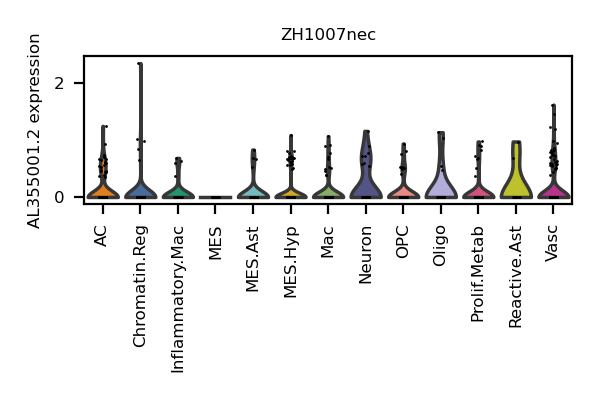 ZH1007nec
AL355001.2 expression
2
0
AC
Chromatin.Reg
Inflammatory.Mac
MES
MES.Ast
MES.Hyp
Mac
Neuron
OPC
Oligo
Prolif.Metab
Reactive.Ast
Vasc